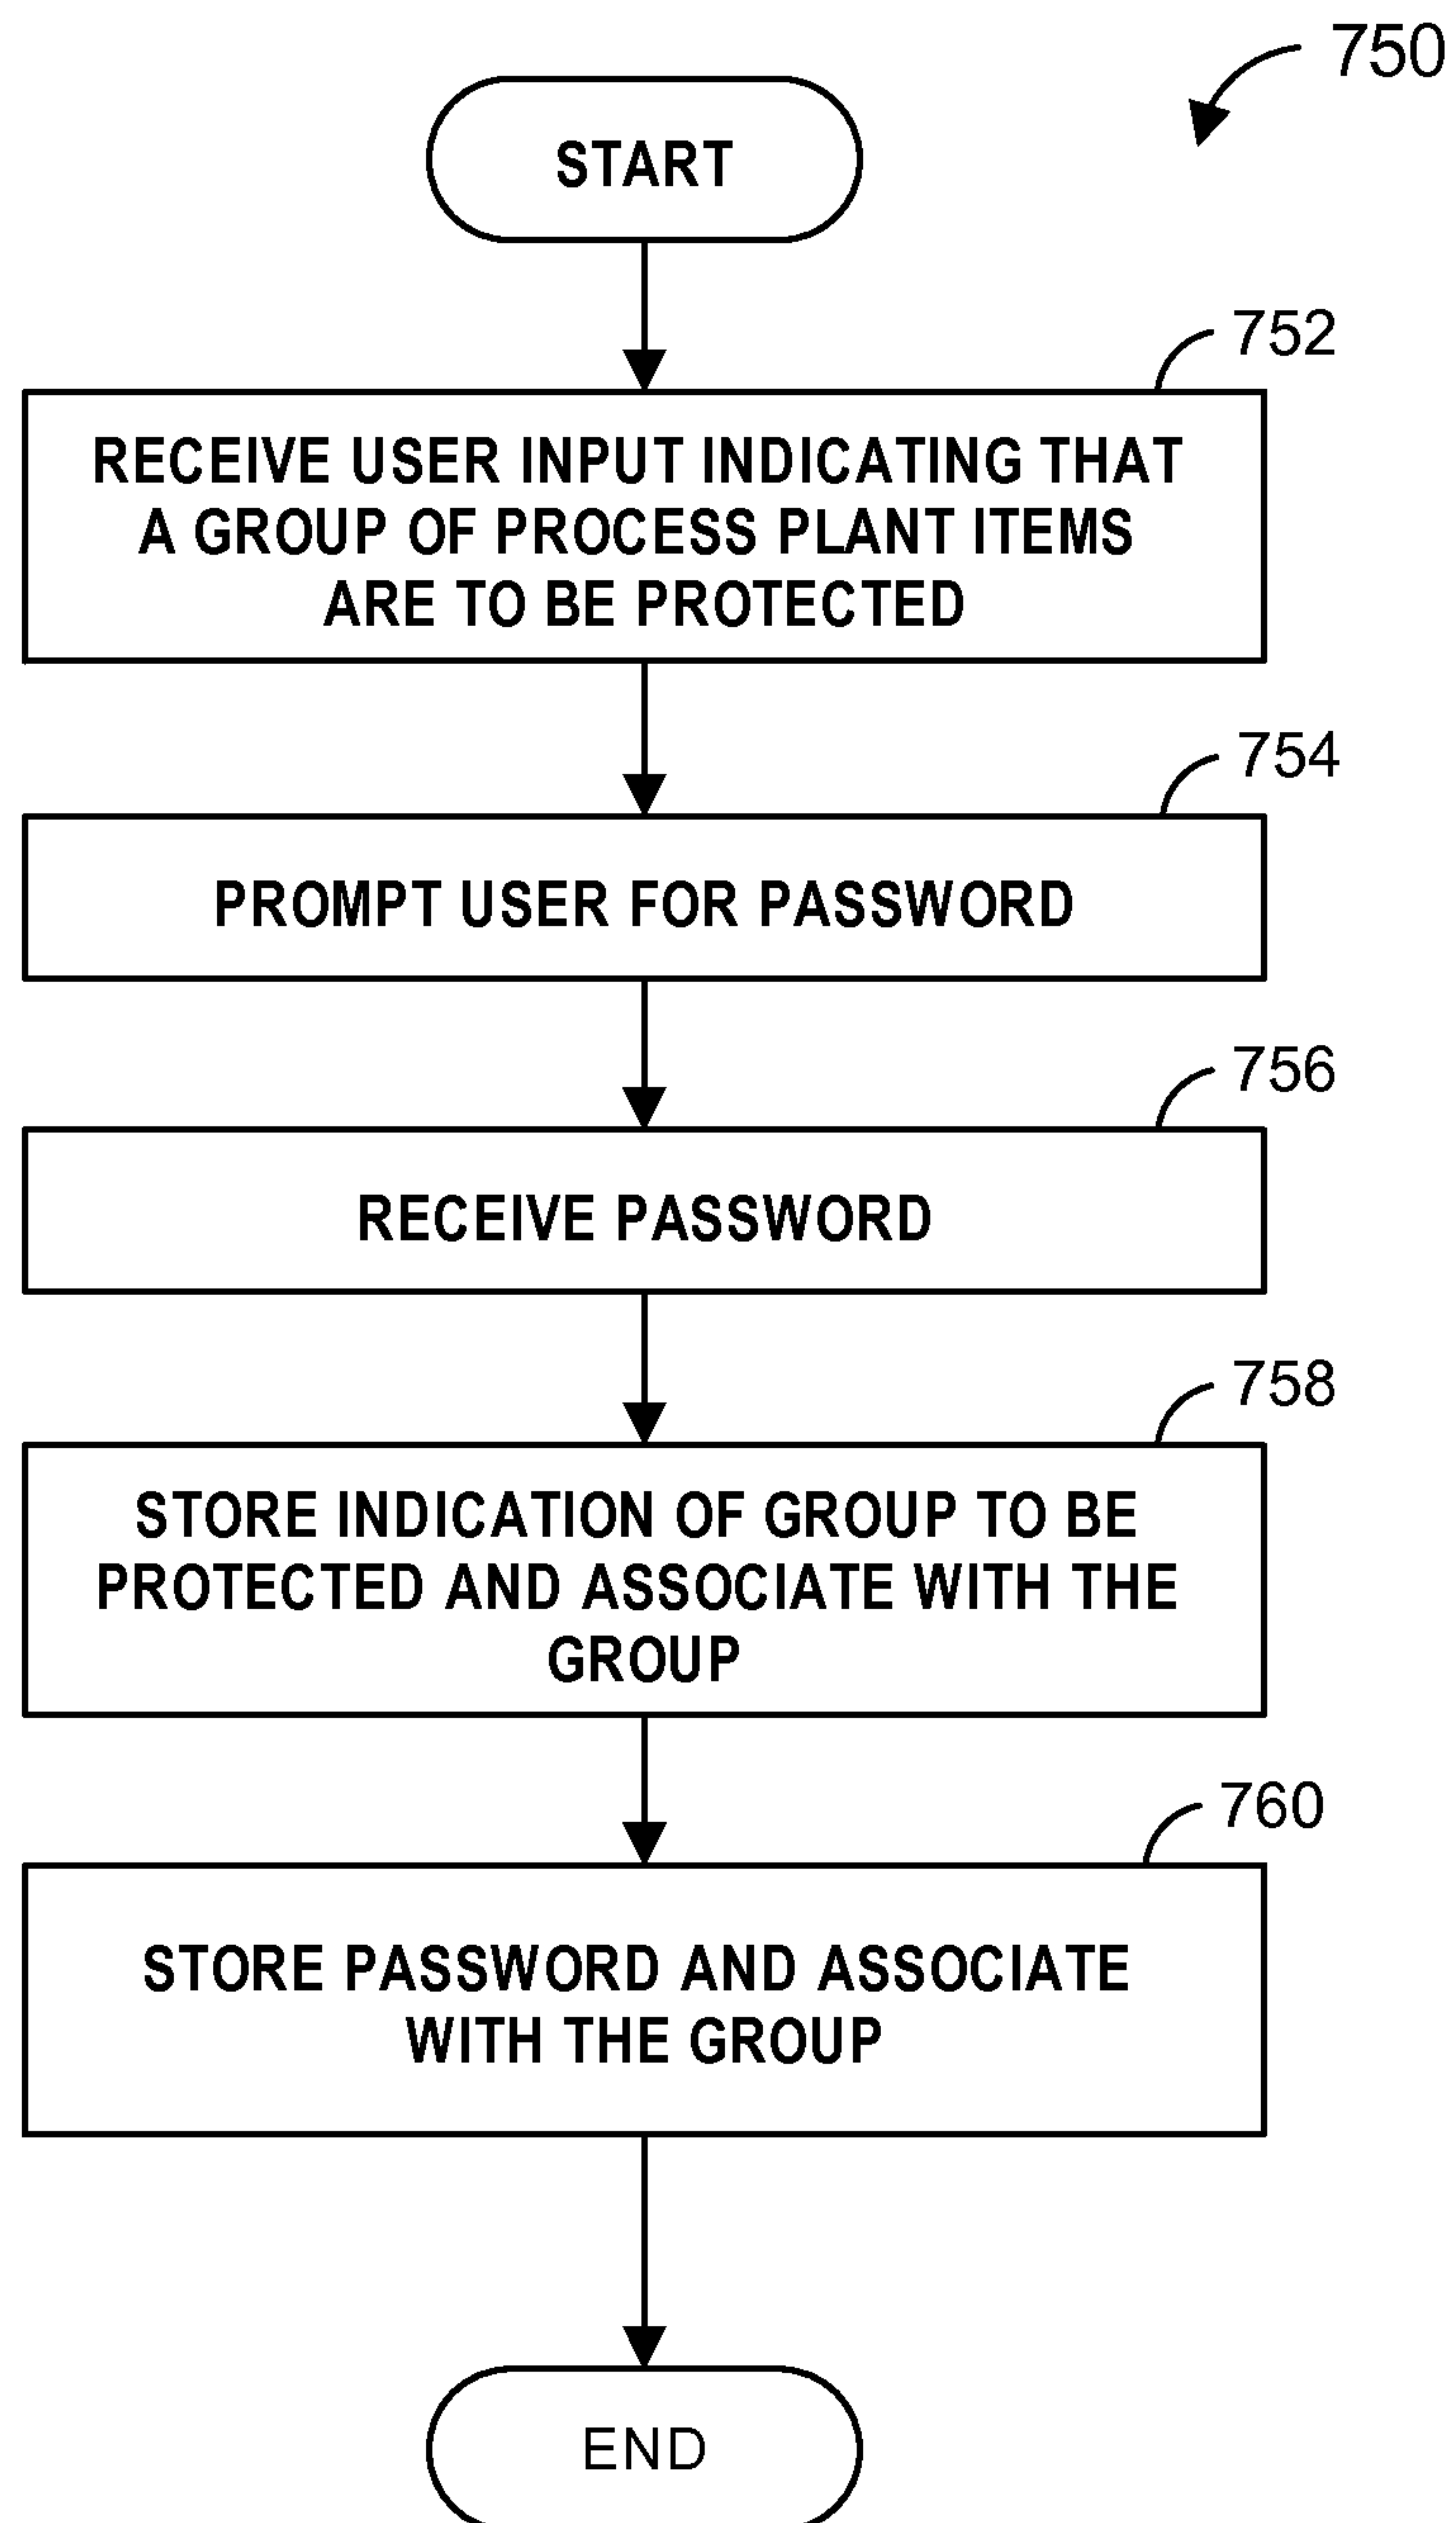 750
START
752
RECEIVE USER INPUT INDICATING THAT
A GROUP OF PROCESS PLANT ITEMS
ARE TO BE PROTECTED
754
PROMPT USER FOR PASSWORD
756
RECEIVE PASSWORD
758
STORE INDICATION OF GROUP TO BE
PROTECTED AND ASSOCIATE WITH THE
GROUP
760
STORE PASSWORD AND ASSOCIATE
WITH THE GROUP
END